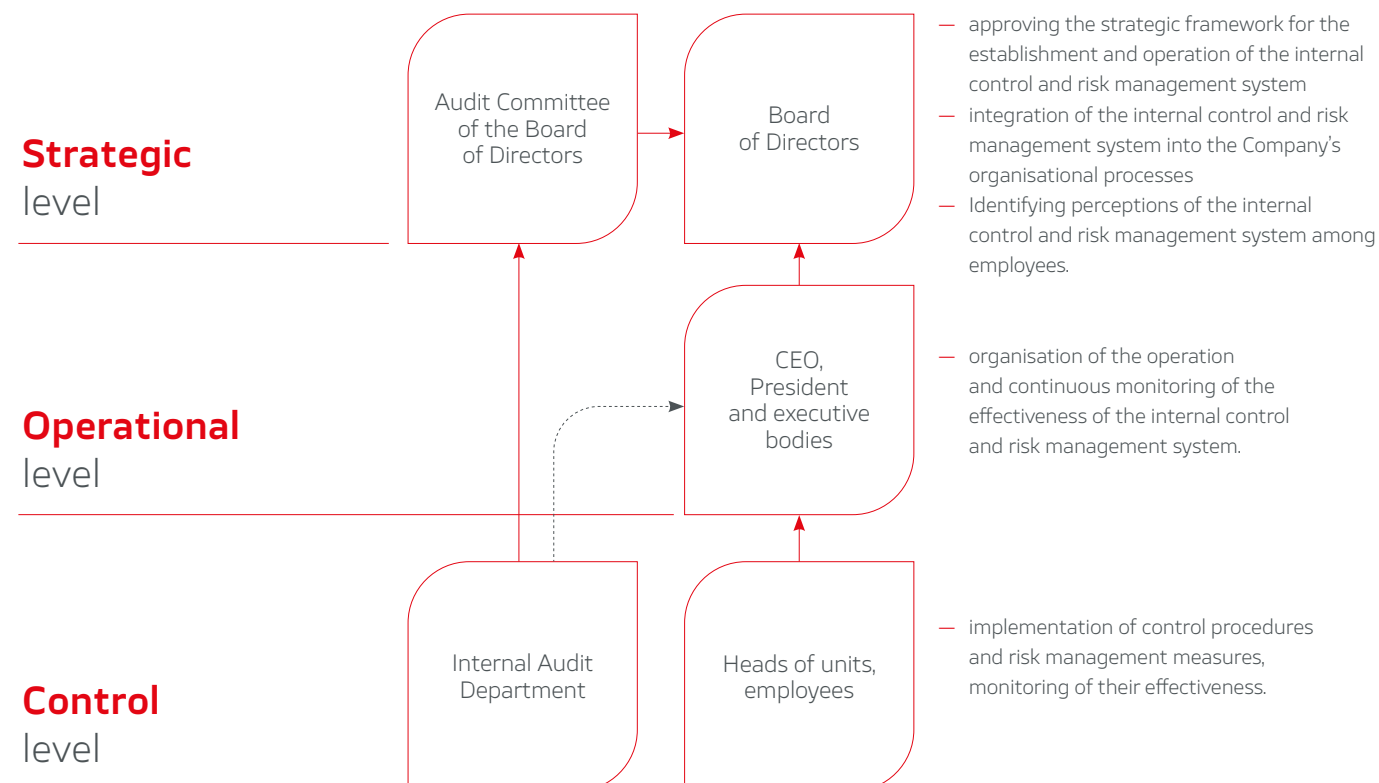 Strategic
level
Audit Committee
of the Board
of Directors
Board
of Directors
— approving the strategic framework for the
establishment and operation of the internal
control and risk management system
— integration of the internal control and risk
management system into the Company's
organisational processes
— Identifying perceptions of the internal
control and risk management system among
employees.
Operational
level
CEO,
President
and executive
bodies
— organisation of the operation
and continuous monitoring of the
effectiveness of the internal control
and risk management system.
Control
level
Internal Audit
Department
Heads of units,
employees
— implementation of control procedures
and risk management measures,
monitoring of their effectiveness.